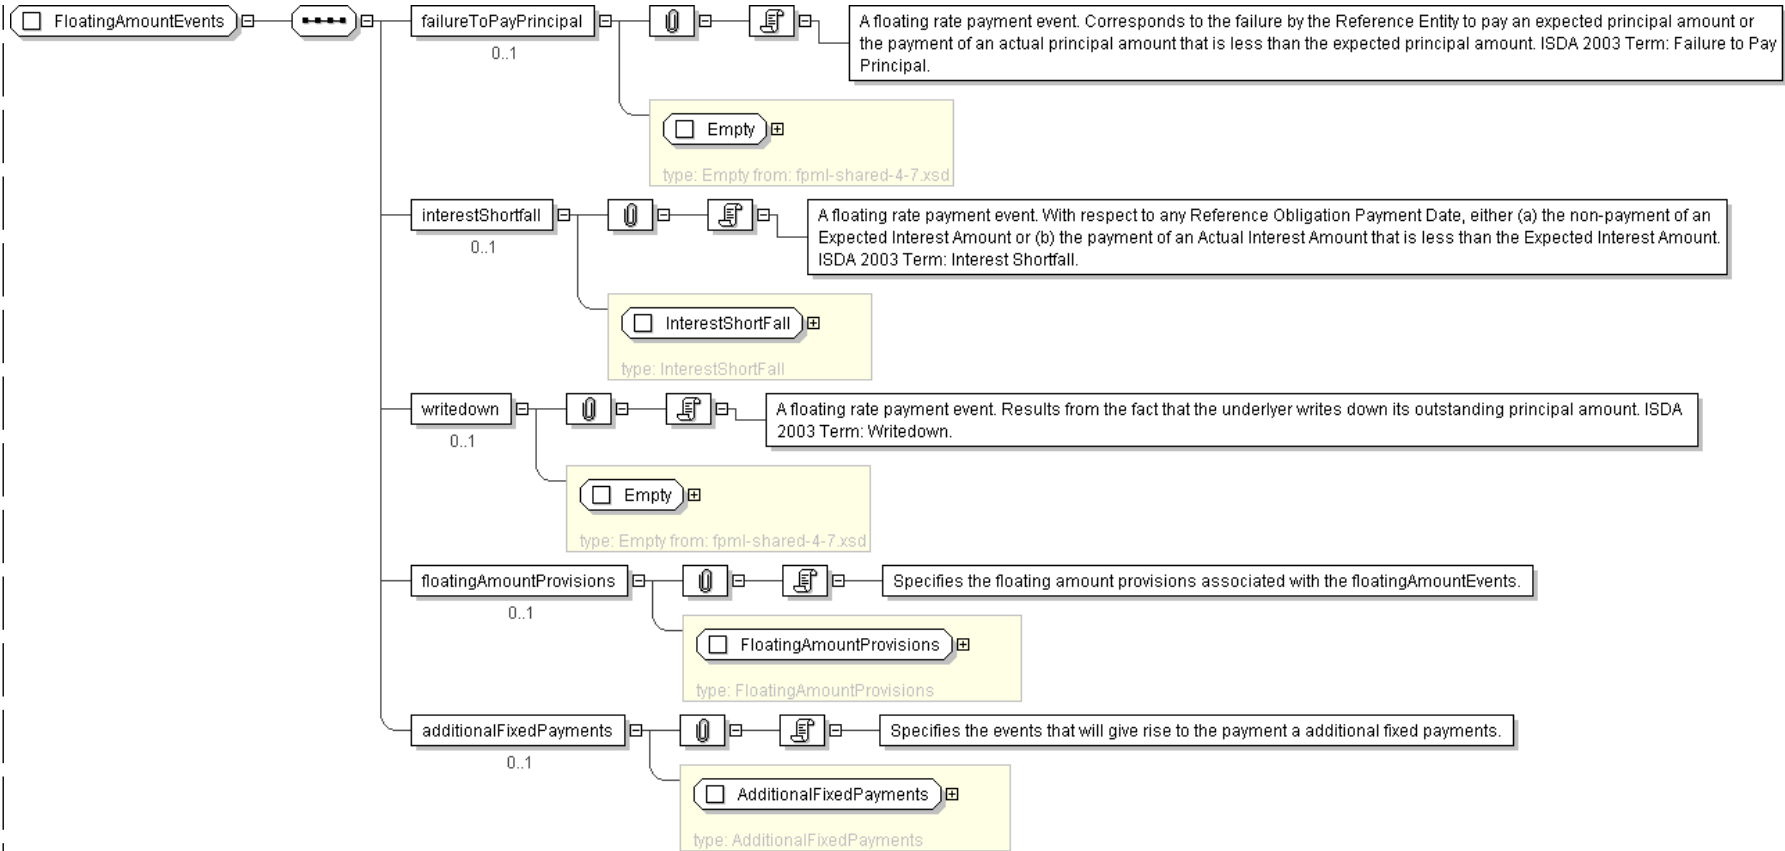 FloatingAmountEvents
failureToPayPrincipal
0..1
A floating rate payment event. Corresponds to the failure by the Reference Entity to pay an expected principal amount or
the payment of an actual principal amount that is less than the expected principal amount. ISDA 2003 Term: Failure to Pay
Principal.
Empty
type: Empty from: fpml-shared-4-7.xsd
interestShortfall
0..1
A floating rate payment event. With respect to any Reference Obligation Payment Date, either (a) the non-payment of an
Expected Interest Amount or (b) the payment of an Actual Interest Amount that is less than the Expected Interest Amount.
ISDA 2003 Term: Interest Shortfall.
InterestShortFall
type: InterestShortFall
writedown
0..1
A floating rate payment event. Results from the fact that the underlyer writes down its outstanding principal amount. ISDA
2003 Term: Writedown.
Empty
type: Empty from: fpml-shared-4-7.xsd
floatingAmountProvisions
0..1
Specifies the floating amount provisions associated with the floatingAmountEvents.
FloatingAmountProvisions
type: FloatingAmountProvisions
additionalFixedPayments
0..1
Specifies the events that will give rise to the payment a additional fixed payments.
AdditionalFixedPayments
type: AdditionalFixedPayments